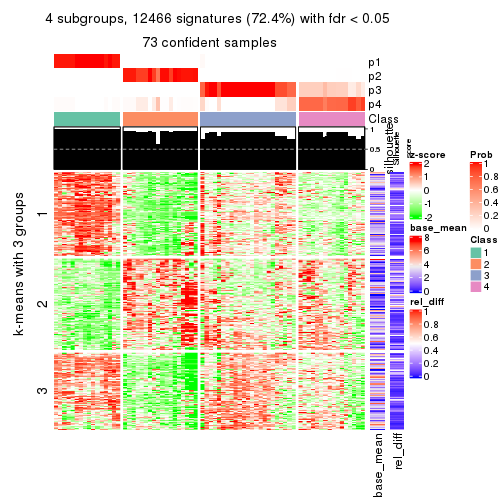 4 subgroups, 12466 signatures (72.4%) with fdr < 0.05
73 confident samples
p1
p2
p3
p4
Class
1
0.5
0
silhouette
Silhouette
score
k-means with 3 groups
1
2
3
base_mean
rel_diff
z-score
2
1
0
-1
-2
base_mean
8
6
4
2
0
rel_diff
1
0.8
0.6
0.4
0.2
0
Prob
1
0.8
0.6
0.4
0.2
0
Class
1
2
3
4